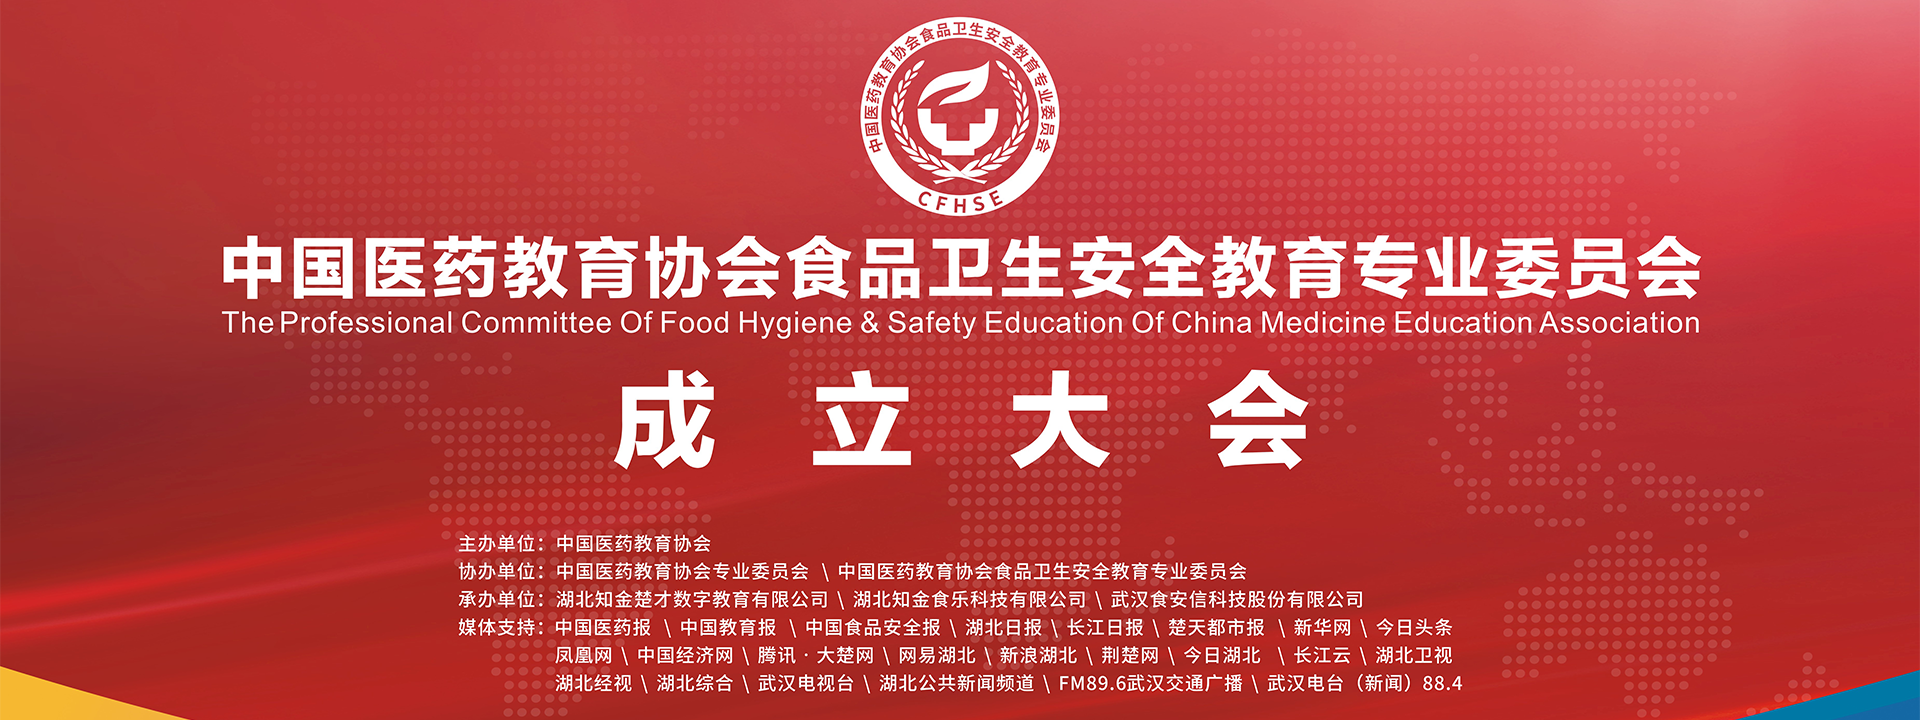 中国医药教育协会食品卫生安全教育专业委员会
CFHSE
中国医药教育协会食品卫生安全教育专业委员会
The Professional Committee Of Food Hygiene & Safety Education Of China Medicine Education Association
成立大会
主办单位：中国医药教育协会
协办单位：中国医药教育协会专业委员会 \ 中国医药教育协会食品卫生安全教育专业委员会
承办单位：湖北知金楚才数字教育有限公司 \ 湖北知金食乐科技有限公司 \ 武汉食安信科技股份有限公司
媒体支持：中国医药报 \ 中国教育报 \ 中国食品安全报 \ 湖北日报 \ 长江日报 \ 楚天都市报 \ 新华网 \ 今日头条
凤凰网 \ 中国经济网 \ 腾讯·大楚网 \ 网易湖北 \ 新浪湖北 \ 荆楚网 \ 今日湖北 \ 长江云 \ 湖北卫视
湖北经视 \ 湖北综合 \ 武汉电视台 \ 湖北公共新闻频道 \ FM89.6武汉交通广播 \ 武汉电台（新闻）88.4